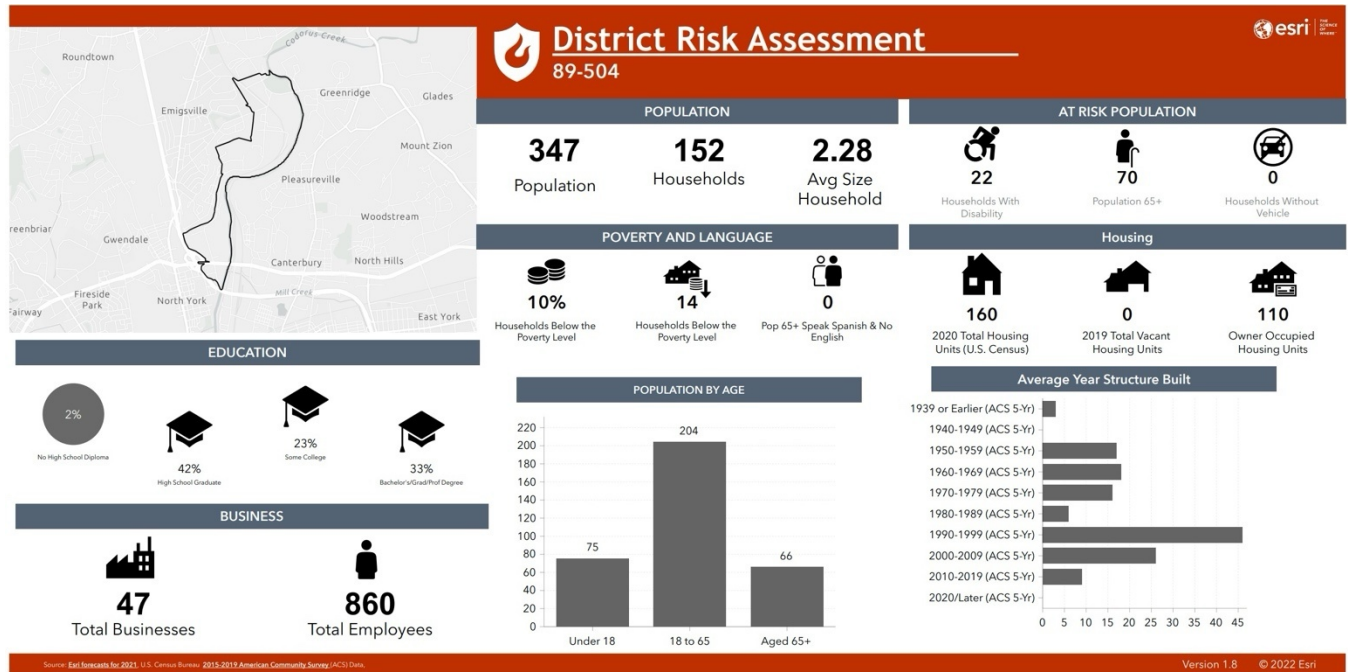 Roundtown
Codorus Creek
Greenridge
Glades
Emigsville
Mount Zion
Pleasureville
Woodstream
reenbriar
Gwendale
Canterbury
North Hills
Fireside
Park
Fairway
North York
Mill Creek
East York
District Risk Assessment
89-504
esri
THE
SCIENCE
OF
WHERE
POPULATION
347
Population
152
Households
2.28
Avg Size
Household
AT RISK POPULATION
22
Households With
Disability
70
Population 65+
0
Households Without
Vehicle
POVERTY AND LANGUAGE
10%
Households Below the
Poverty Level
14
Households Below the
Poverty Level
0
Pop 65+ Speak Spanish & No
English
Housing
160
2020 Total Housing
Units (U.S. Census)
0
2019 Total Vacant
Housing Units
110
Owner Occupied
Housing Units
EDUCATION
2%
No High School Diploma
42%
High School Graduate
23%
Some College
33%
Bachelor's/Grad/Prof Degree
BUSINESS
47
Total Businesses
860
Total Employees
POPULATION BY AGE
220
200
180
160
140
120
100
80
60
40
20
0
75
204
66
Under 18
18 to 65
Aged 65+
Average Year Structure Built
1939 or Earlier (ACS 5-Yr)
1940-1949 (ACS 5-Yr)
1950-1959 (ACS 5-Yr)
1960-1969 (ACS 5-Yr)
1970-1979 (ACS 5-Yr)
1980-1989 (ACS 5-Yr)
1990-1999 (ACS 5-Yr)
2000-2009 (ACS 5-Yr)
2010-2019 (ACS 5-Yr)
2020/Later (ACS 5-Yr)
0 5 10 15 20 25 30 35 40 45
Source: Esri forecasts for 2021, U.S. Census Bureau 2015-2019 American Community Survey (ACS) Data,
Version 1.8 © 2022 Esri